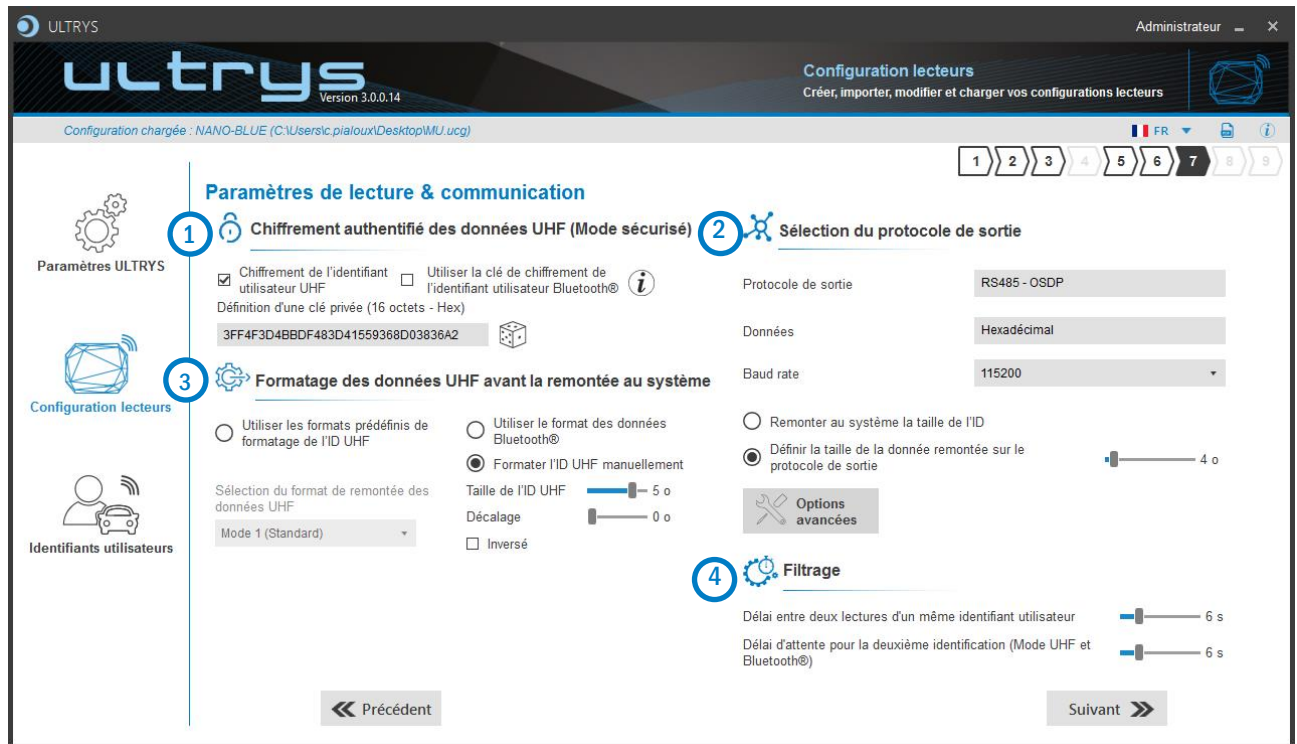 ULTRYS
Administrateur
ultrys
Version 3.0.0.14
Configuration lecteurs
Créer, importer, modifier et charger vos configurations lecteurs
Configuration chargée : NANO-BLUE (C:\Users\c.pialoux\Desktop\MU.ucg)
FR
1 2 3 4 5 6 7 8 9
Paramètres ULTRYS
Configuration lecteurs
Identifiants utilisateurs
Paramètres de lecture & communication
1
Chiffrement authentifié des données UHF (Mode sécurisé)
Chiffrement de l'identifiant
utilisateur UHF
Utiliser la clé de chiffrement de
l'identifiant utilisateur Bluetooth®
i
Définition d'une clé privée (16 octets - Hex)
3FF4F3D4BBDF483D41559368D03836A2
3
Formatage des données UHF avant la remontée au système
Utiliser les formats prédéfinis de
formatage de l'ID UHF
Sélection du format de remontée des
données UHF
Mode 1 (Standard)
Utiliser le format des données
Bluetooth®
Formater l'ID UHF manuellement
Taille de l'ID UHF 5 o
Décalage 0 o
Inversé
2
Sélection du protocole de sortie
Protocole de sortie RS485 - OSDP
Données Hexadécimal
Baud rate 115200
Remonter au système la taille de l'ID
Définir la taille de la donnée remontée sur le
protocole de sortie
4 o
Options
avancées
4
Filtrage
Délai entre deux lectures d'un même identifiant utilisateur 6 s
Délai d'attente pour la deuxième identification (Mode UHF et
Bluetooth®)
6 s
Précédent
Suivant